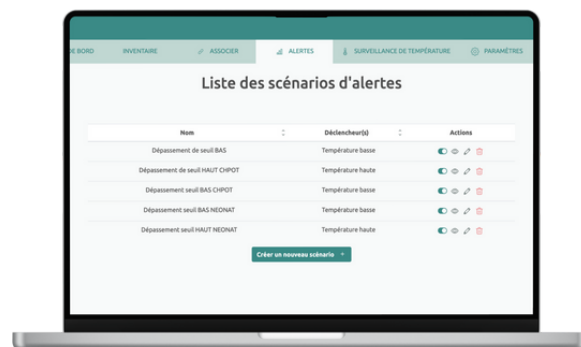 DE BORD INVENTAIRE ASSOCIER ALERTES SURVEILLANCE DE TEMPÉRATURE PARAMÈTRES
Liste des scénarios d'alertes
Nom Déclencheur(s) Actions
Dépassement de seuil BAS Température basse
Dépassement de seuil HAUT CHPOT Température haute
Dépassement seuil BAS CHPOT Température basse
Dépassement seuil BAS NEONAT Température basse
Dépassement seuil HAUT NEONAT Température haute
Créer un nouveau scénario +